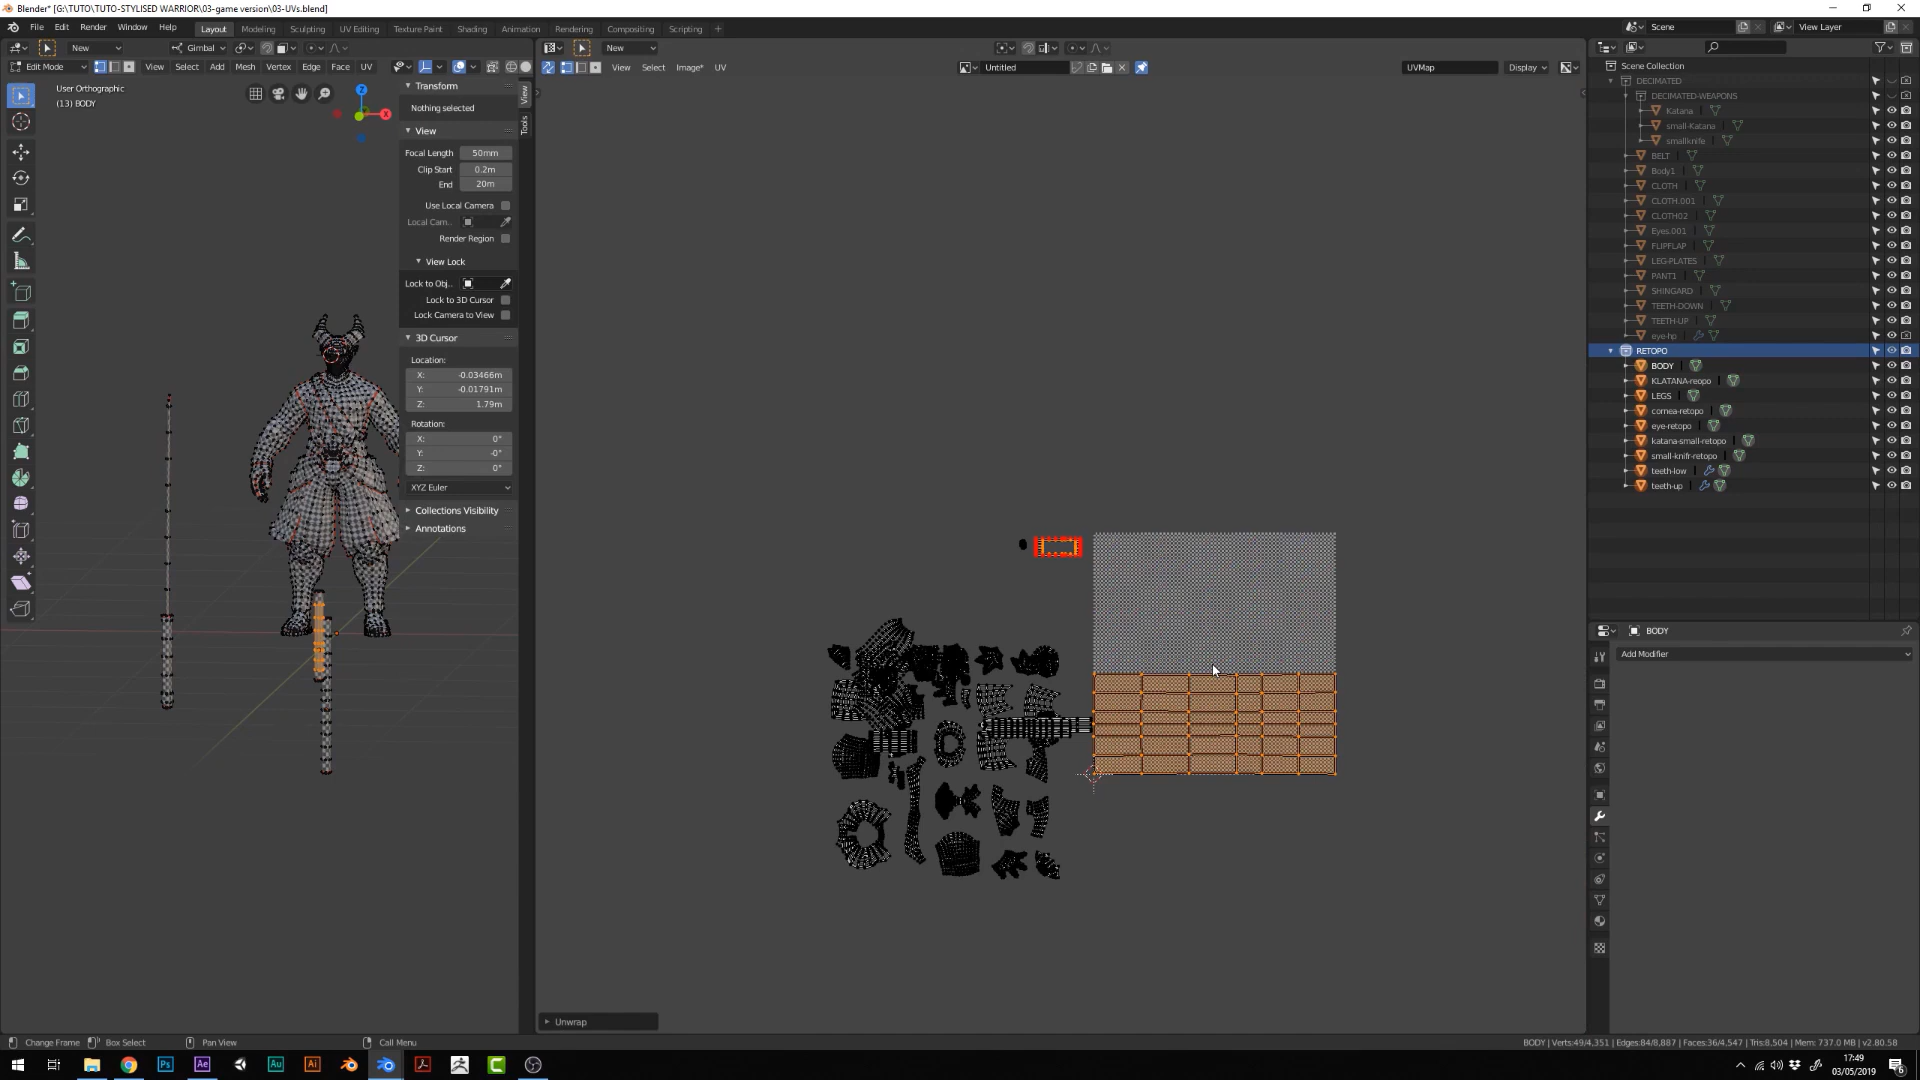 Blender* [G:\TUTO\TUTO-STYLISED WARRIOR\03-game version\03-UVs.blend]
File Edit Render Window Help Layout Modeling Sculpting UV Editing Texture Paint Shading Animation Rendering Compositing Scripting + Scene View Layer
New Gimbal New
Edit Mode View Select Add Mesh Vertex Edge Face UV View Select Image* UV Untitled UVMap Display
User Orthographic
(13) BODY
X
Z
Transform
Nothing selected
View
Focal Length 50mm
Clip Start 0.2m
End 20m
Use Local Camera
Local Cam..
Render Region
View Lock
Lock to Obj..
Lock to 3D Cursor
Lock Camera to View
3D Cursor
Location:
X: -0.03466m
Y: -0.01791m
Z: 1.79m
Rotation:
X: 0°
Y: -0°
Z: 0°
XYZ Euler
Collections Visibility
Annotations
View
Tools
Unwrap
Scene Collection
DECIMATED
DECIMATED-WEAPONS
Katana
small-Katana
smallknife
BELT
Body1
CLOTH
CLOTH.001
CLOTH02
Eyes.001
FLIPFLAP
LEG-PLATES
PANT1
SHINGARD
TEETH-DOWN
TEETH-UP
eye-hp
RETOPO
BODY
KLATANA-reopo
LEGS
cornea-retopo
eye-retopo
katana-small-retopo
small-knifr-retopo
teeth-low
teeth-up
BODY
Add Modifier
Change Frame Box Select Pan View Call Menu
BODY | Verts:49/4,351 | Edges:84/8,887 | Faces:36/4,547 | Tris:8,504 | Mem: 737.0 MB | v2.80.58
Ps Ae Au Ai
17:49
03/05/2019
6